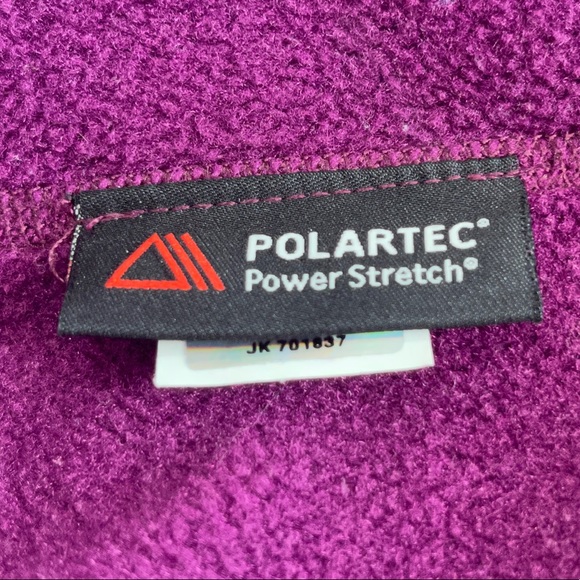 POLARTEC®
Power Stretch®
JK 701837